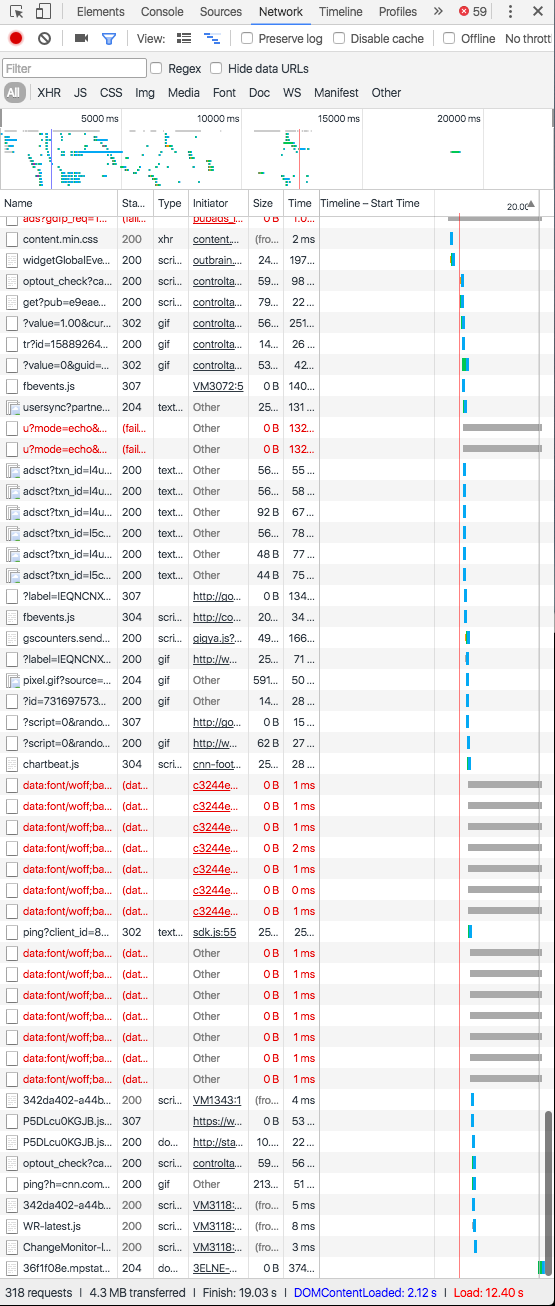 Elements Console Sources Network Timeline Profiles » 59
View: Preserve log Disable cache Offline No thrott
Filter Regex Hide data URLs
All XHR JS CSS Img Media Font Doc WS Manifest Other
5000 ms 10000 ms 15000 ms 20000 ms
Name Sta... Type Initiator Size Time Timeline – Start Time 20.00
ads?gdfp_req=1... (fail... pubads_i... 0 B 1.0...
content.min.css 200 xhr content.... (fro... 2 ms
widgetGlobalEve... 200 scri... outbrain.... 24... 197...
optout_check?ca... 200 scri... controlta... 59... 98 ...
get?pub=e9eae... 200 scri... controlta... 79... 22 ...
?value=1.00&cur... 302 gif controlta... 56... 251...
tr?id=15889264... 200 gif controlta... 14... 26 ...
?value=0&guid=... 302 gif controlta... 53... 42...
fbevents.js 307 VM3072:5 0 B 140...
usersync?partne... 204 text... Other 25... 131 ...
u?mode=echo&... (fail... Other 0 B 132...
u?mode=echo&... (fail... Other 0 B 132...
adsct?txn_id=l4u... 200 text... Other 56... 55 ...
adsct?txn_id=l4u... 200 text... Other 56... 58 ...
adsct?txn_id=l4u... 200 text... Other 92 B 67 ...
adsct?txn_id=l5c... 200 text... Other 56... 78 ...
adsct?txn_id=l4u... 200 text... Other 48 B 77 ...
adsct?txn_id=l5c... 200 text... Other 44 B 75 ...
?label=IEQNCNX... 307 http://go... 0 B 134...
fbevents.js 304 scri... http://co... 20... 34 ...
gscounters.send... 200 scri... gigya.js?... 49... 166...
?label=IEQNCNX... 200 gif http://w... 25... 71 ...
pixel.gif?source=... 204 gif Other 591... 50 ...
?id=731697573... 200 gif Other 14... 28 ...
?script=0&rando... 307 http://go... 0 B 15 ...
?script=0&rando... 200 gif http://w... 62 B 27 ...
chartbeat.js 304 scri... cnn-foot... 25... 28 ...
data:font/woff;ba... (dat... c3244e... 0 B 1 ms
data:font/woff;ba... (dat... c3244e... 0 B 1 ms
data:font/woff;ba... (dat... c3244e... 0 B 1 ms
data:font/woff;ba... (dat... c3244e... 0 B 2 ms
data:font/woff;ba... (dat... c3244e... 0 B 1 ms
data:font/woff;ba... (dat... c3244e... 0 B 0 ms
data:font/woff;ba... (dat... c3244e... 0 B 1 ms
ping?client_id=8... 302 text... sdk.js:55 25... 25...
data:font/woff;ba... (dat... Other 0 B 1 ms
data:font/woff;ba... (dat... Other 0 B 1 ms
data:font/woff;ba... (dat... Other 0 B 1 ms
data:font/woff;ba... (dat... Other 0 B 1 ms
data:font/woff;ba... (dat... Other 0 B 1 ms
data:font/woff;ba... (dat... Other 0 B 1 ms
data:font/woff;ba... (dat... Other 0 B 1 ms
342da402-a44b... 200 scri... VM1343:1 (fro... 4 ms
P5DLcu0KGJB.js... 307 https://w... 0 B 53 ...
P5DLcu0KGJB.js... 200 do... http://sta... 10.... 22 ...
optout_check?ca... 200 scri... controlta... 59... 56 ...
ping?h=cnn.com... 200 gif Other 213... 51 ...
342da402-a44b... 200 scri... VM3118:... (fro... 5 ms
WR-latest.js 200 scri... VM3118:... (fro... 8 ms
ChangeMonitor-l... 200 scri... VM3118:... (fro... 3 ms
36f1f08e.mpstat... 204 do... 3ELNE-... 0 B 374...
318 requests | 4.3 MB transferred | Finish: 19.03 s | DOMContentLoaded: 2.12 s | Load: 12.40 s